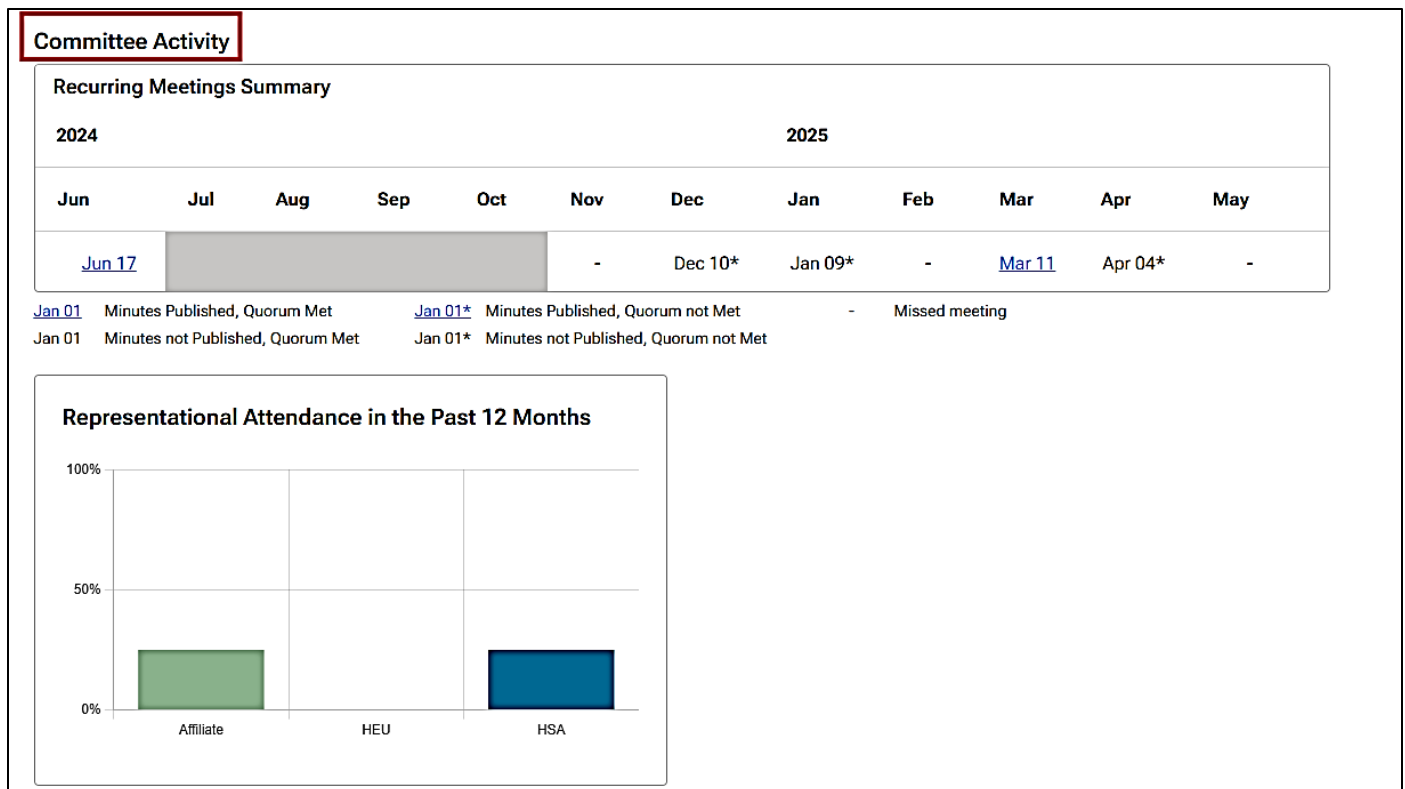 Committee Activity
Recurring Meetings Summary
2024 2025
Jun Jul Aug Sep Oct Nov Dec Jan Feb Mar Apr May
Jun 17 - Dec 10* Jan 09* - Mar 11 Apr 04* -
Jan 01 Minutes Published, Quorum Met Jan 01* Minutes Published, Quorum not Met - Missed meeting
Jan 01 Minutes not Published, Quorum Met Jan 01* Minutes not Published, Quorum not Met
Representational Attendance in the Past 12 Months
100%
50%
0%
Affiliate HEU HSA